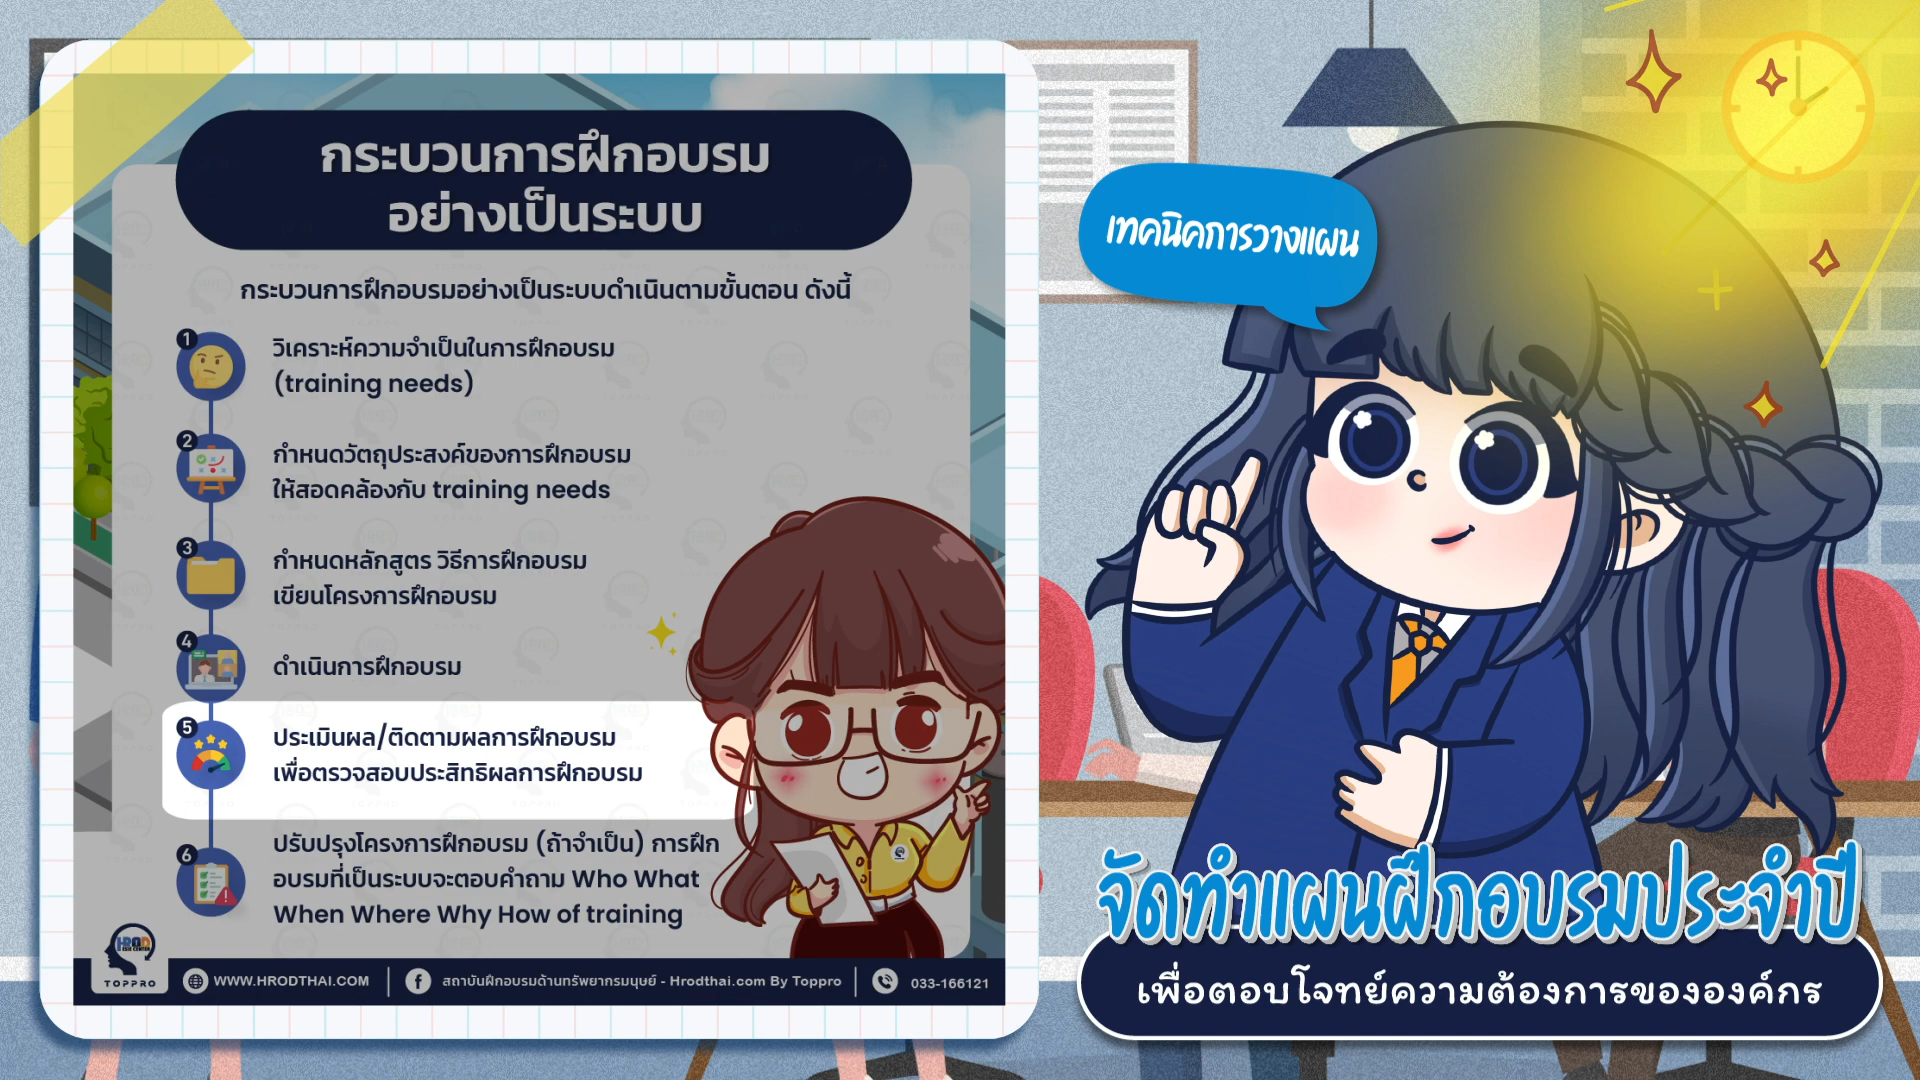 กระบวนการฝึกอบรม
อย่างเป็นระบบ
กระบวนการฝึกอบรมอย่างเป็นระบบดำเนินตามขั้นตอน ดังนี้
1
วิเคราะห์ความจำเป็นในการฝึกอบรม
(training needs)
2
กำหนดวัตถุประสงค์ของการฝึกอบรม
ให้สอดคล้องกับ training needs
3
กำหนดหลักสูตร วิธีการฝึกอบรม
เขียนโครงการฝึกอบรม
4
ดำเนินการฝึกอบรม
5
ประเมินผล/ติดตามผลการฝึกอบรม
เพื่อตรวจสอบประสิทธิผลการฝึกอบรม
6
ปรับปรุงโครงการฝึกอบรม (ถ้าจำเป็น) การฝึก
อบรมที่เป็นระบบจะตอบคำถาม Who What
When Where Why How of training
TOPPRO
WWW.HRODTHAI.COM
สถาบันฝึกอบรมด้านทรัพยากรมนุษย์ - Hrodthai.com By Toppro
033-166121
เทคนิคการวางแผน
จัดทำแผนฝึกอบรมประจำปี
เพื่อตอบโจทย์ความต้องการขององค์กร